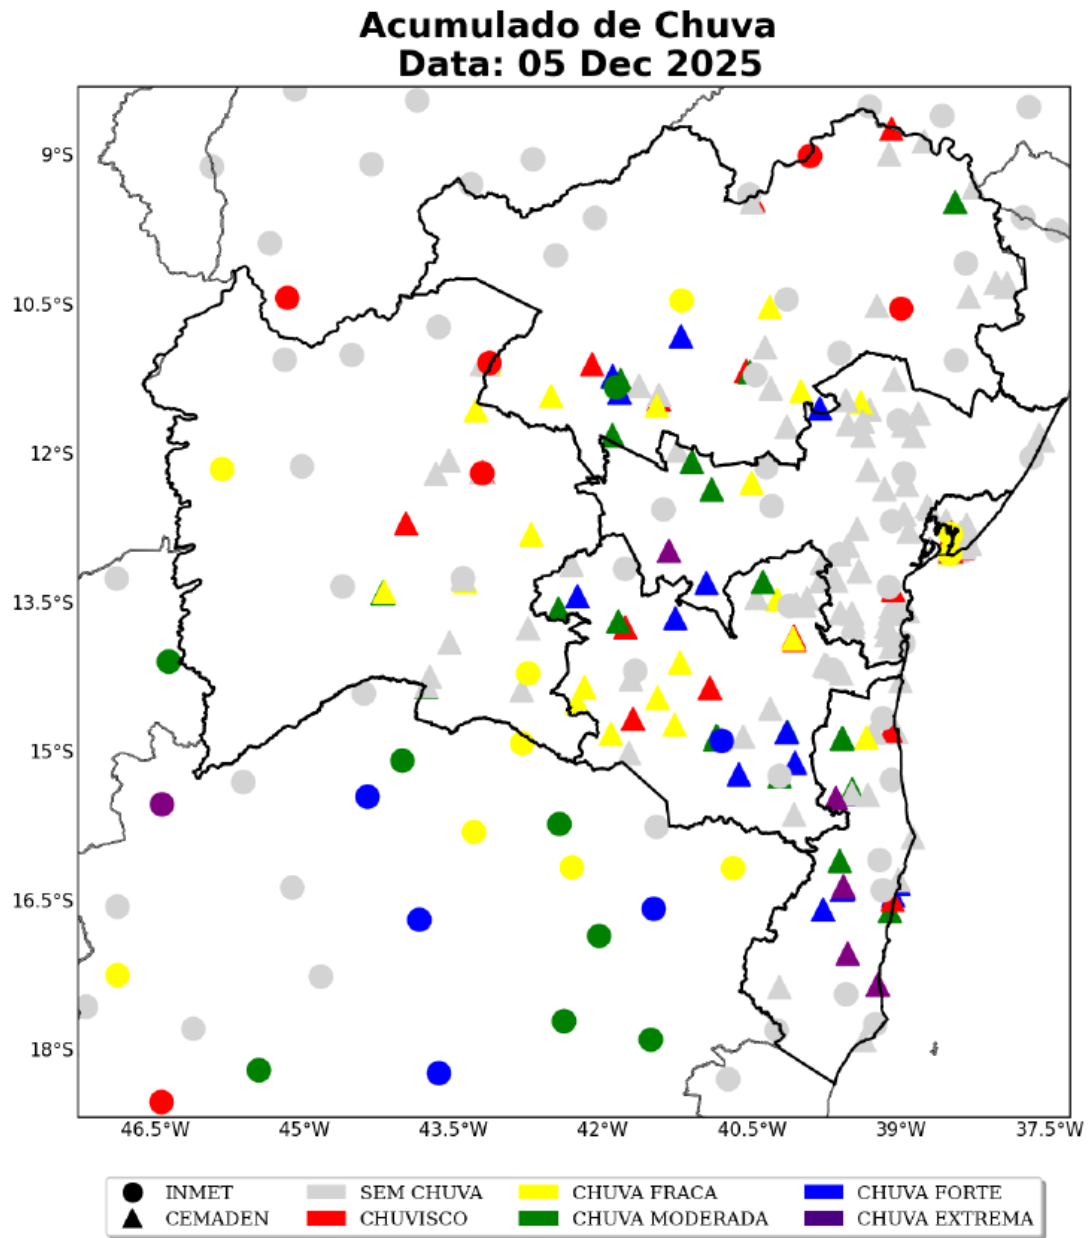 Acumulado de Chuva
Data: 05 Dec 2025
9°S
10.5°S
12°S
13.5°S
15°S
16.5°S
18°S
46.5°W 45°W 43.5°W 42°W 40.5°W 39°W 37.5°W
INMET SEM CHUVA CHUVA FRACA CHUVA FORTE
CEMADEN CHUVISCO CHUVA MODERADA CHUVA EXTREMA